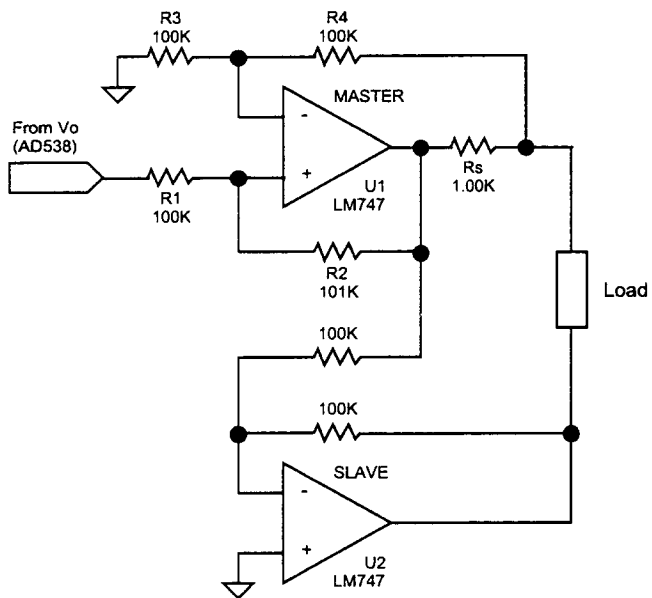 R3
100K
R4
100K
MASTER
-
+
From Vo
(AD538)
R1
100K
U1
LM747
Rs
1.00K
R2
101K
Load
100K
100K
SLAVE
-
+
U2
LM747